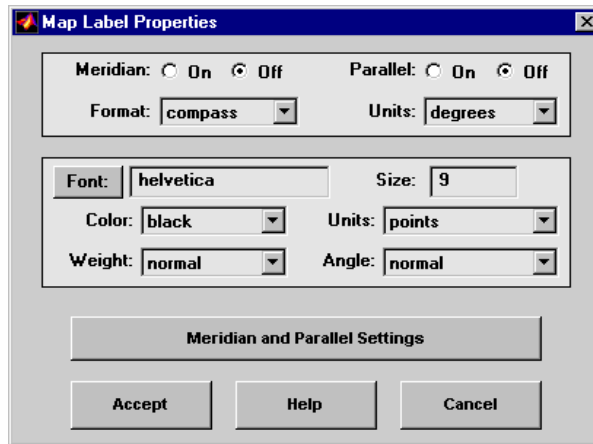 Map Label Properties
Meridian: On Off Parallel: On Off
Format: compass Units: degrees
Font: helvetica Size: 9
Color: black Units: points
Weight: normal Angle: normal
Meridian and Parallel Settings
Accept Help Cancel